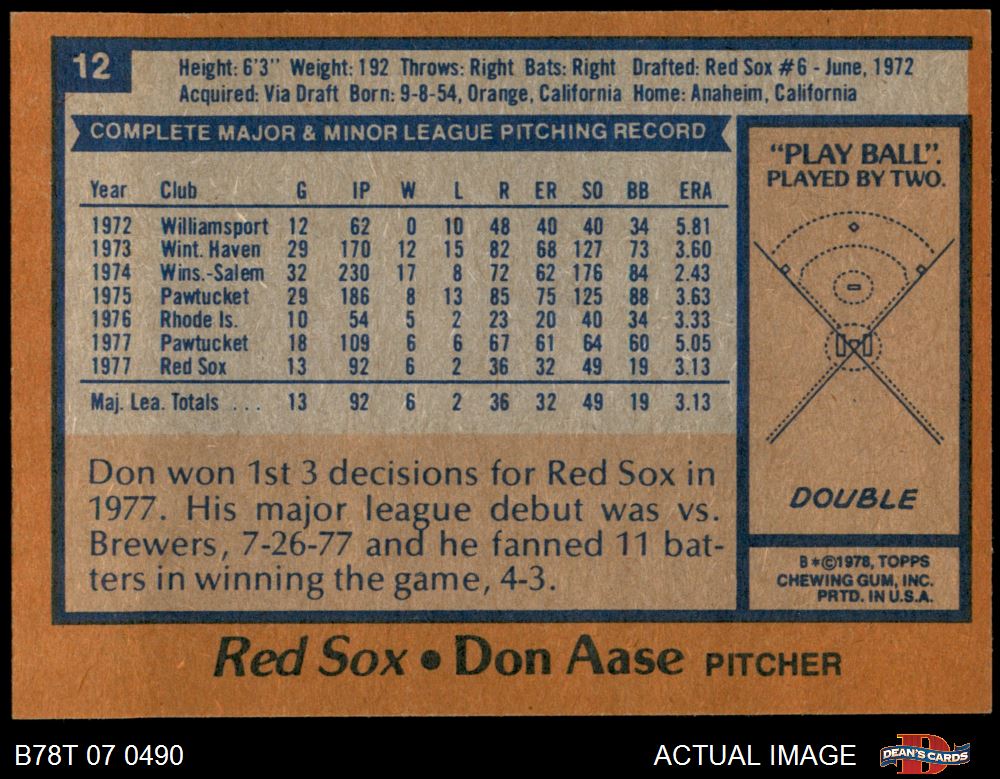 12
Height: 6'3" Weight: 192 Throws: Right Bats: Right Drafted: Red Sox #6 - June, 1972
Acquired: Via Draft Born: 9-8-54, Orange, California Home: Anaheim, California
COMPLETE MAJOR & MINOR LEAGUE PITCHING RECORD
Year Club G IP W L R ER SO BB ERA
1972 Williamsport 12 62 0 10 48 40 40 34 5.81
1973 Wint. Haven 29 170 12 15 82 68 127 73 3.60
1974 Wins.-Salem 32 230 17 8 72 62 176 84 2.43
1975 Pawtucket 29 186 8 13 85 75 125 88 3.63
1976 Rhode Is. 10 54 5 2 23 20 40 34 3.33
1977 Pawtucket 18 109 6 6 67 61 64 60 5.05
1977 Red Sox 13 92 6 2 36 32 49 19 3.13
Maj. Lea. Totals . . . 13 92 6 2 36 32 49 19 3.13
Don won 1st 3 decisions for Red Sox in
1977. His major league debut was vs.
Brewers, 7-26-77 and he fanned 11 bat-
ters in winning the game, 4-3.
"PLAY BALL".
PLAYED BY TWO.
DOUBLE
B*©1978, TOPPS
CHEWING GUM, INC.
PRTD. IN U.S.A.
Red Sox • Don Aase PITCHER
B78T 07 0490
ACTUAL IMAGE
D
DEAN'S CARDS